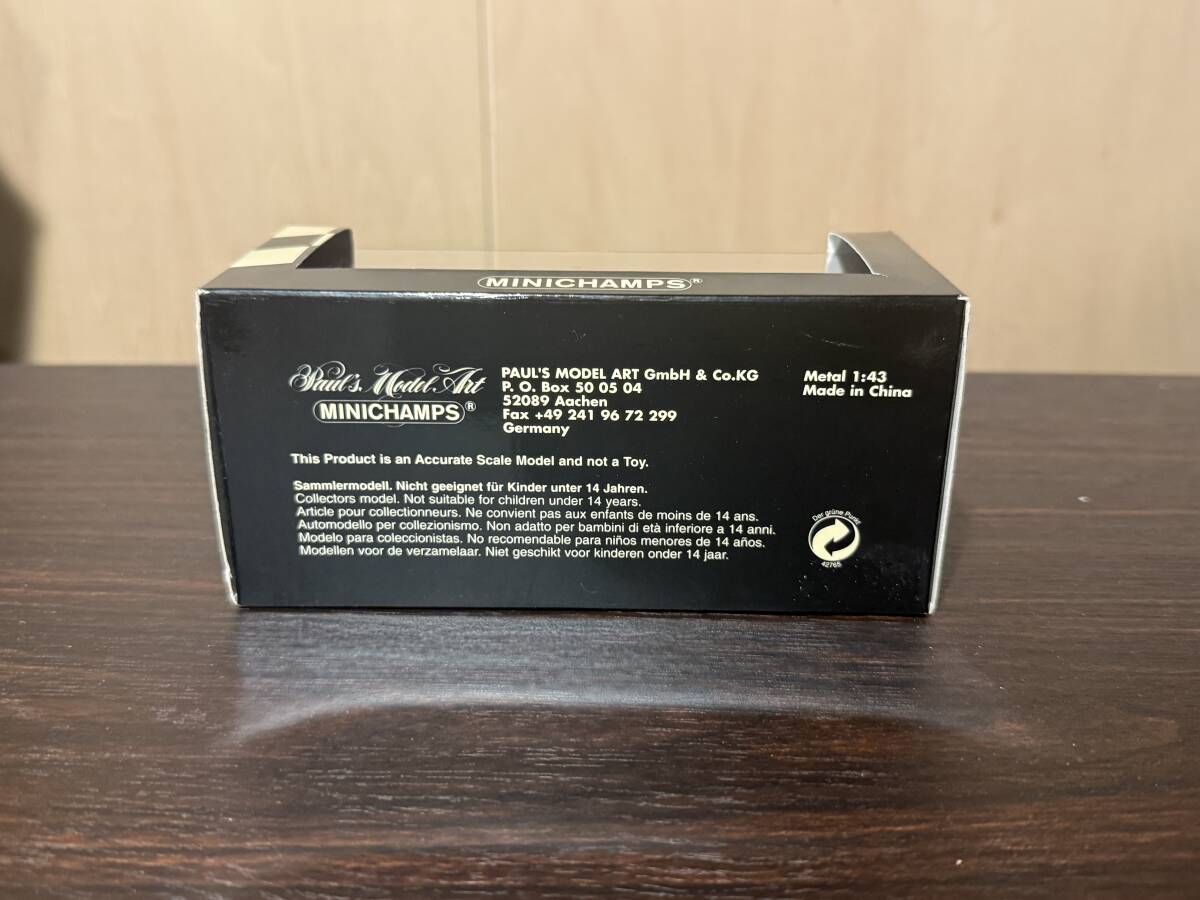 MINICHAMPS®
Paul's Model Art
MINICHAMPS®
PAUL'S MODEL ART GmbH & Co.KG
P. O. Box 50 05 04
52089 Aachen
Fax +49 241 96 72 299
Germany
Metal 1:43
Made in China
This Product is an Accurate Scale Model and not a Toy.
Sammlermodell. Nicht geeignet für Kinder unter 14 Jahren.
Collectors model. Not suitable for children under 14 years.
Article pour collectionneurs. Ne convient pas aux enfants de moins de 14 ans.
Automodello per collezionismo. Non adatto per bambini di età inferiore a 14 anni.
Modelo para coleccionistas. No recomendable para niños menores de 14 años.
Modellen voor de verzamelaar. Niet geschikt voor kinderen onder 14 jaar.
Der grüne Punkt
42765